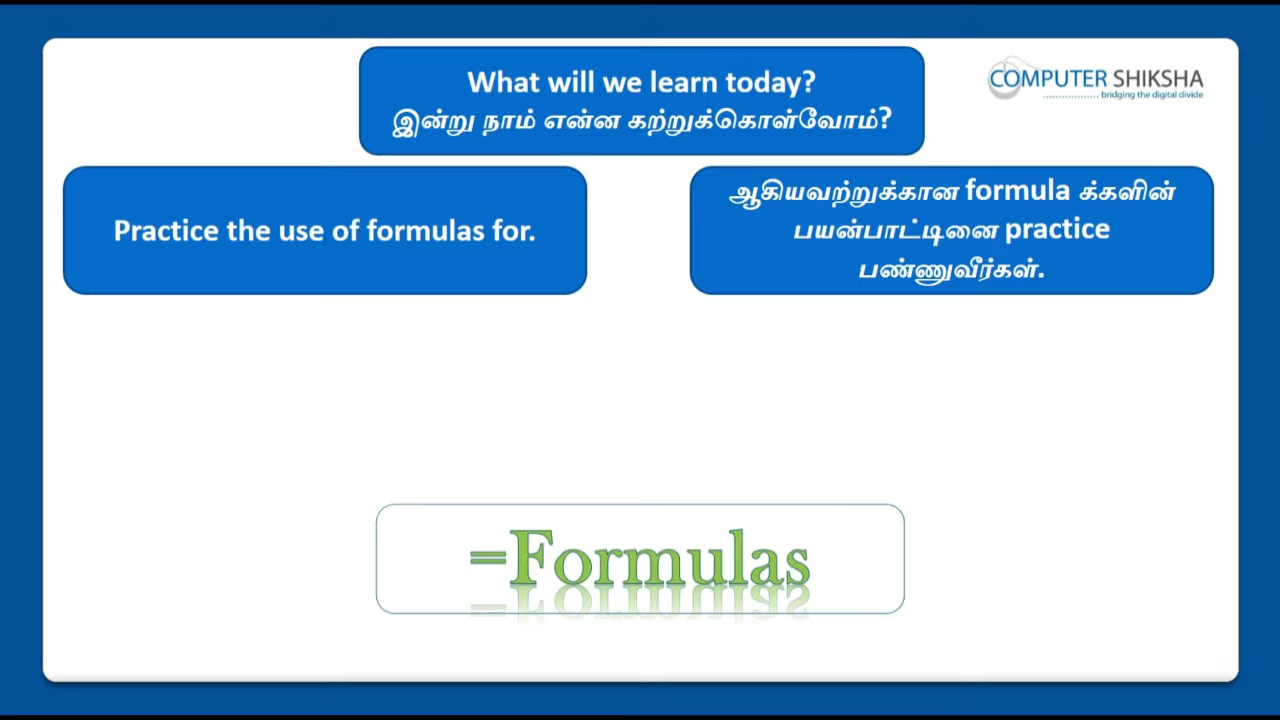 What will we learn today?
இன்று நாம் என்ன கற்றுக்கொள்வோம்?
COMPUTER SHIKSHA
bridging the digital divide
Practice the use of formulas for.
ஆகியவற்றுக்கான formula க்களின்
பயன்பாட்டினை practice
பண்ணுவீர்கள்.
=Formulas